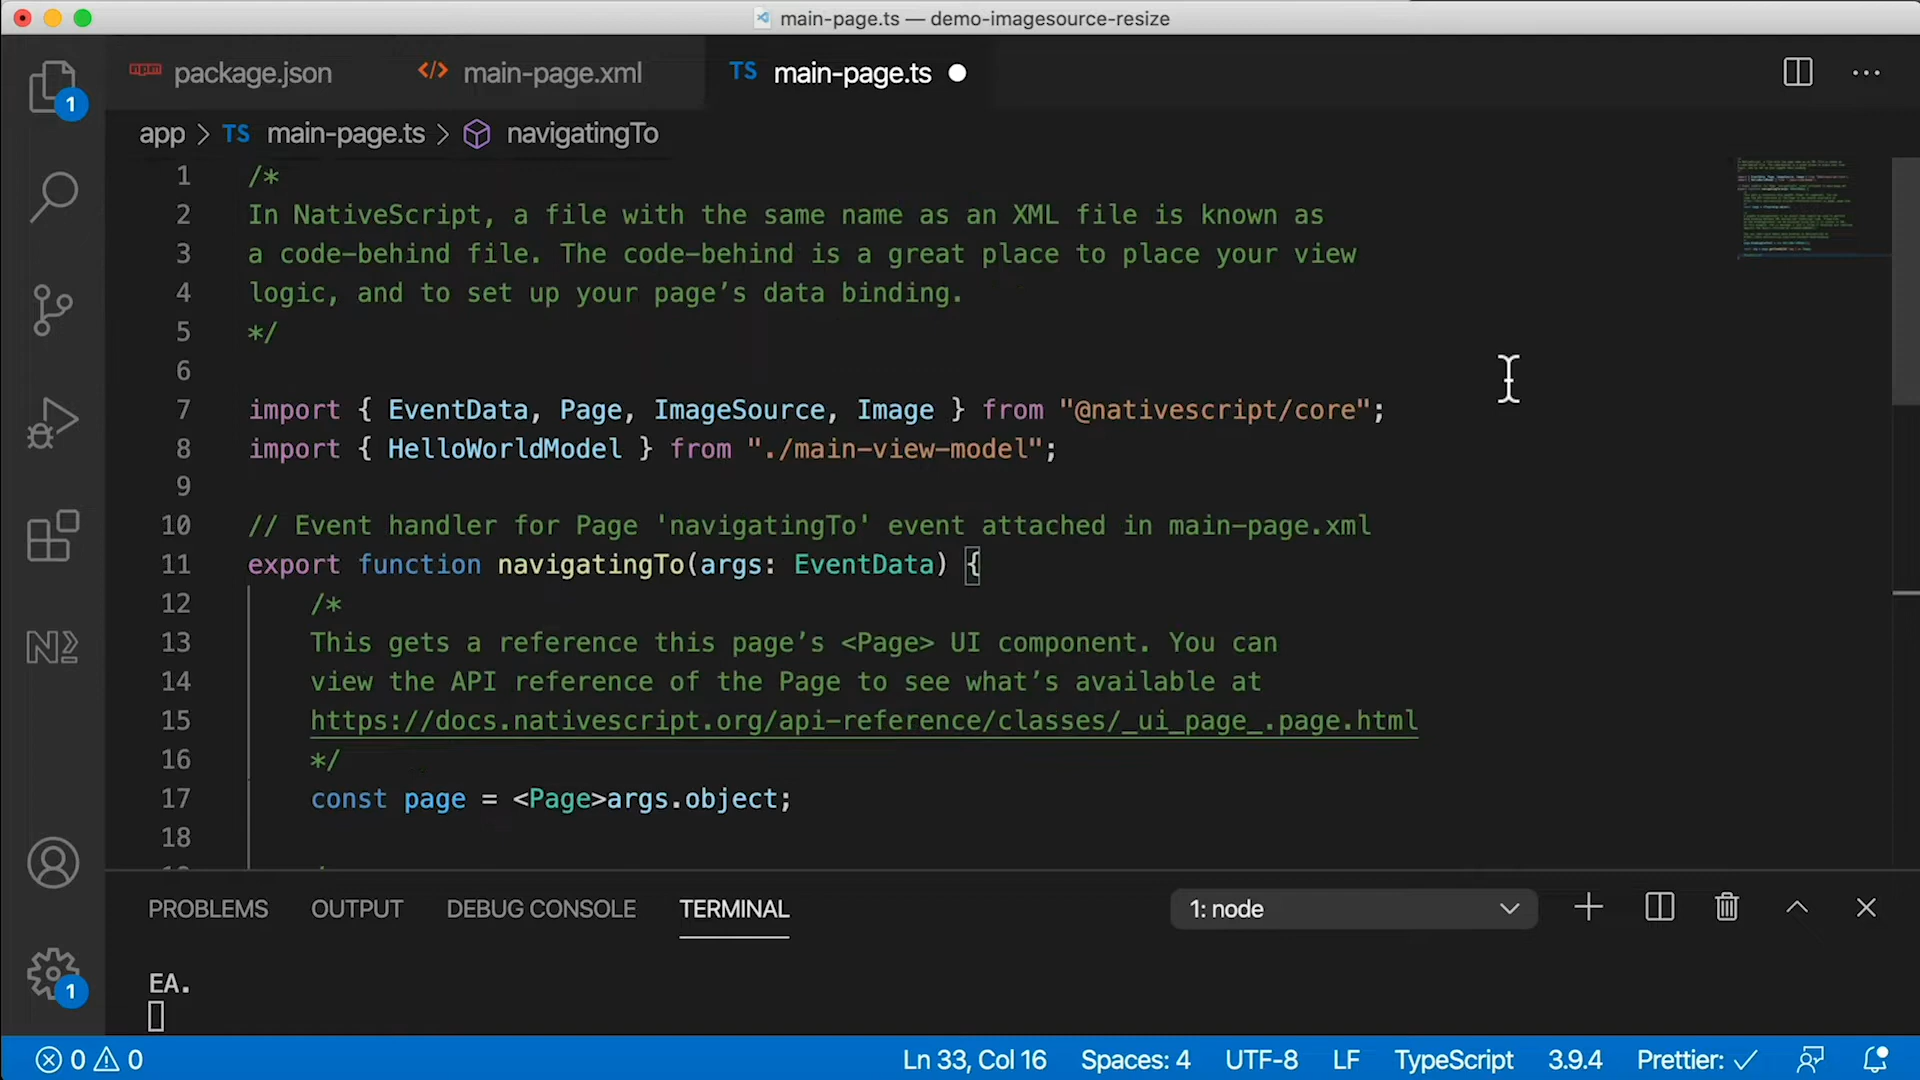 main-page.ts — demo-imagesource-resize
npm package.json
</> main-page.xml
TS main-page.ts
1
app > TS main-page.ts > navigatingTo
1 /*
2 In NativeScript, a file with the same name as an XML file is known as
3 a code-behind file. The code-behind is a great place to place your view
4 logic, and to set up your page’s data binding.
5 */
6
7 import { EventData, Page, ImageSource, Image } from "@nativescript/core";
8 import { HelloWorldModel } from "./main-view-model";
9
10 // Event handler for Page 'navigatingTo' event attached in main-page.xml
11 export function navigatingTo(args: EventData) {
12 /*
13 This gets a reference this page’s <Page> UI component. You can
14 view the API reference of the Page to see what’s available at
15 https://docs.nativescript.org/api-reference/classes/_ui_page_.page.html
16 */
17 const page = <Page>args.object;
18
PROBLEMS OUTPUT DEBUG CONSOLE TERMINAL 1: node
EA.
1
0 0 Ln 33, Col 16 Spaces: 4 UTF-8 LF TypeScript 3.9.4 Prettier: ✓